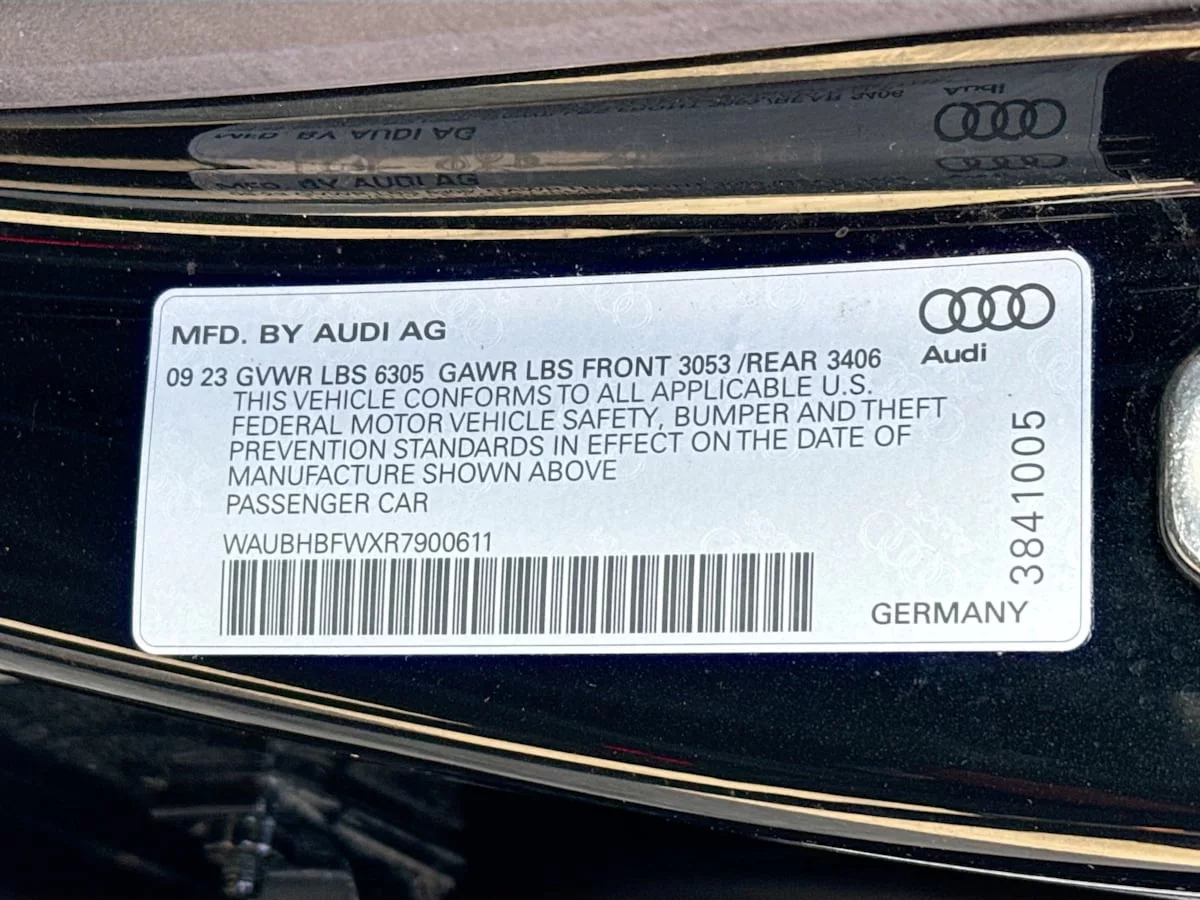 MFD. BY AUDI AG
Audi
09 23 GVWR LBS 6305 GAWR LBS FRONT 3053 /REAR 3406
THIS VEHICLE CONFORMS TO ALL APPLICABLE U.S.
FEDERAL MOTOR VEHICLE SAFETY, BUMPER AND THEFT
PREVENTION STANDARDS IN EFFECT ON THE DATE OF
MANUFACTURE SHOWN ABOVE
PASSENGER CAR
WAUBHBFWXR7900611
GERMANY
3841005